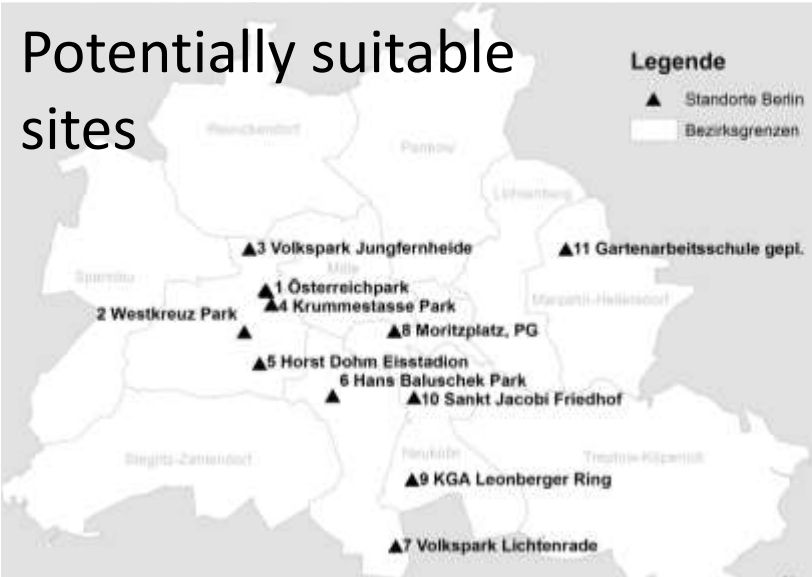 Potentially suitable
sites
Legende
Standorte Berlin
Bezirksgrenzen
Reinickendorf
Pankow
Lichtenberg
3 Volkspark Jungfernheide
11 Gartenarbeitsschule gepl.
Mitte
Spandau
1 Österreichpark
Marzahn-Hellersdorf
4 Krummestasse Park
2 Westkreuz Park
8 Moritzplatz, PG
5 Horst Dohm Eisstadion
6 Hans Baluschek Park
10 Sankt Jacobi Friedhof
Steglitz-Zehlendorf
Neukölln
Treptow-Köpenick
9 KGA Leonberger Ring
7 Volkspark Lichtenrade